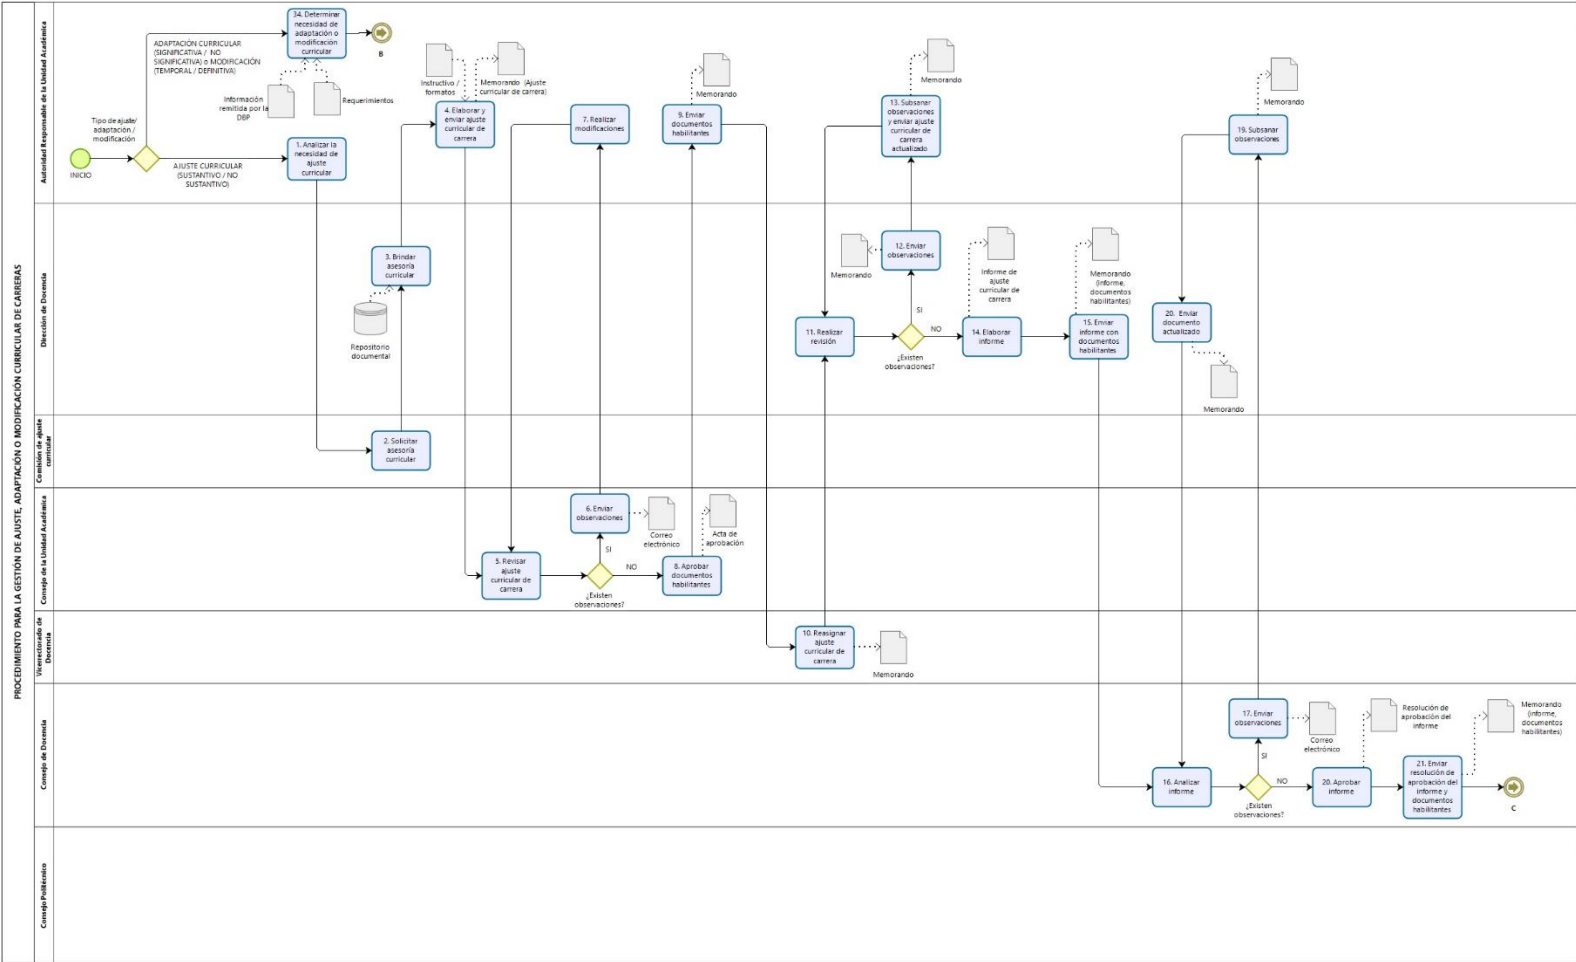 PROCEDIMIENTO PARA LA GESTIÓN DE AJUSTE, ADAPTACIÓN O MODIFICACIÓN CURRICULAR DE CARRERAS
Autoridad Responsable de la Unidad Académica
INICIO
Tipo de ajuste/
adaptación /
modificación
ADAPTACIÓN CURRICULAR
(SIGNIFICATIVA / NO
SIGNIFICATIVA) o MODIFICACIÓN
(TEMPORAL / DEFINITIVA)
AJUSTE CURRICULAR
(SUSTANTIVO / NO
SUSTANTIVO)
34. Determinar
necesidad de
adaptación o
modificación
curricular
B
Información
remitida por la
DBP
Requerimientos
1. Analizar la
necesidad de
ajuste
curricular
Instructivo /
formatos
Memorando (Ajuste
curricular de carrera)
4. Elaborar y
enviar ajuste
curricular de
carrera
7. Realizar
modificaciones
Memorando
9. Enviar
documentos
habilitantes
Memorando
13. Subsanar
observaciones
y enviar ajuste
curricular de
carrera
actualizado
Memorando
19. Subsanar
observaciones
Dirección de Docencia
3. Brindar
asesoría
curricular
Repositorio
documental
11. Realizar
revisión
Memorando
12. Enviar
observaciones
SI
NO
¿Existen
observaciones?
Informe de
ajuste
curricular de
carrera
14. Elaborar
informe
Memorando
(informe,
documentos
habilitantes)
15. Enviar
informe con
documentos
habilitantes
20. Enviar
documento
actualizado
Memorando
Comisión de ajuste
curricular
2. Solicitar
asesoría
curricular
Consejo de la Unidad Académica
5. Revisar
ajuste
curricular de
carrera
6. Enviar
observaciones
Correo
electrónico
SI
NO
¿Existen
observaciones?
Acta de
aprobación
8. Aprobar
documentos
habilitantes
Vicerrectorado de
Docencia
10. Reasignar
ajuste
curricular de
carrera
Memorando
Consejo de Docencia
16. Analizar
informe
17. Enviar
observaciones
Correo
electrónico
SI
NO
¿Existen
observaciones?
Resolución de
aprobación del
informe
20. Aprobar
informe
Memorando
(informe,
documentos
habilitantes)
21. Enviar
resolución de
aprobación del
informe y
documentos
habilitantes
C
Consejo Politécnico